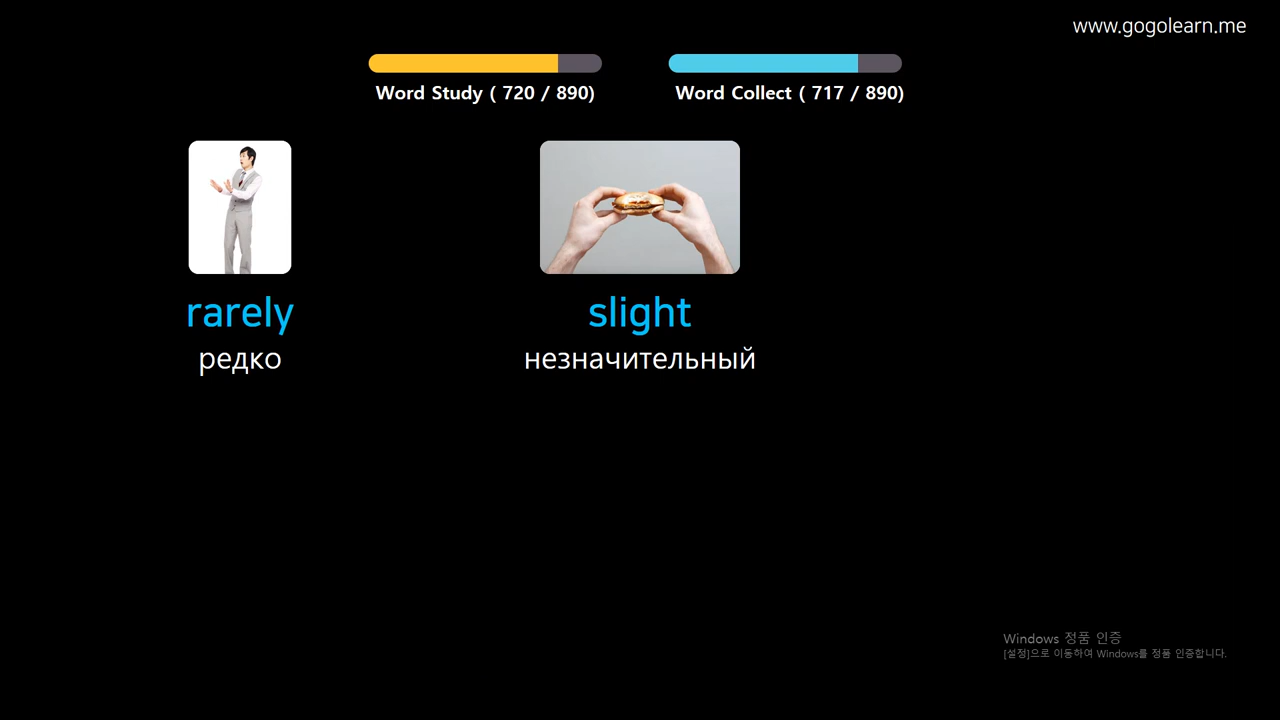 www.gogolearn.me
Word Study ( 720 / 890)
Word Collect ( 717 / 890)
rarely
редко
slight
незначительный
Windows 정품 인증
[설정]으로 이동하여 Windows를 정품 인증합니다.